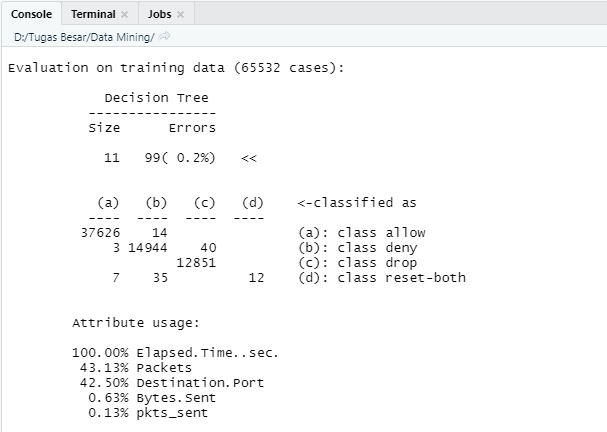 Console Terminal × Jobs ×
D:/Tugas Besar/Data Mining/
Evaluation on training data (65532 cases):
Decision Tree
----------------
Size Errors
11 99( 0.2%) <<
(a) (b) (c) (d) <-classified as
---- ---- ---- ----
37626 14 (a): class allow
3 14944 40 (b): class deny
12851 (c): class drop
7 35 12 (d): class reset-both
Attribute usage:
100.00% Elapsed.Time..sec.
43.13% Packets
42.50% Destination.Port
0.63% Bytes.Sent
0.13% pkts_sent